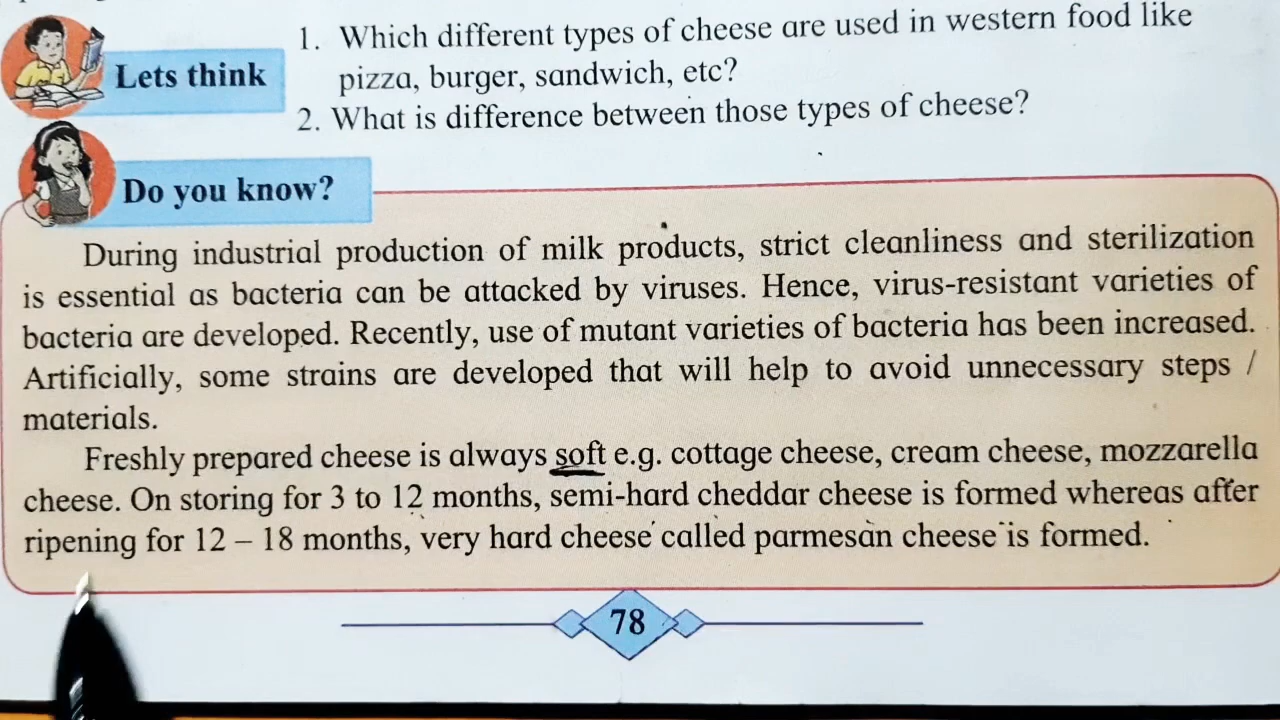 1. Which different types of cheese are used in western food like
pizza, burger, sandwich, etc?
Lets think
2. What is difference between those types of cheese?
Do you know?
During industrial production of milk products, strict cleanliness and sterilization
is essential as bacteria can be attacked by viruses. Hence, virus-resistant varieties of
bacteria are developed. Recently, use of mutant varieties of bacteria has been increased.
Artificially, some strains are developed that will help to avoid unnecessary steps /
materials.
Freshly prepared cheese is always soft e.g. cottage cheese, cream cheese, mozzarella
cheese. On storing for 3 to 12 months, semi-hard cheddar cheese is formed whereas after
ripening for 12 – 18 months, very hard cheese called parmesan cheese is formed.
78